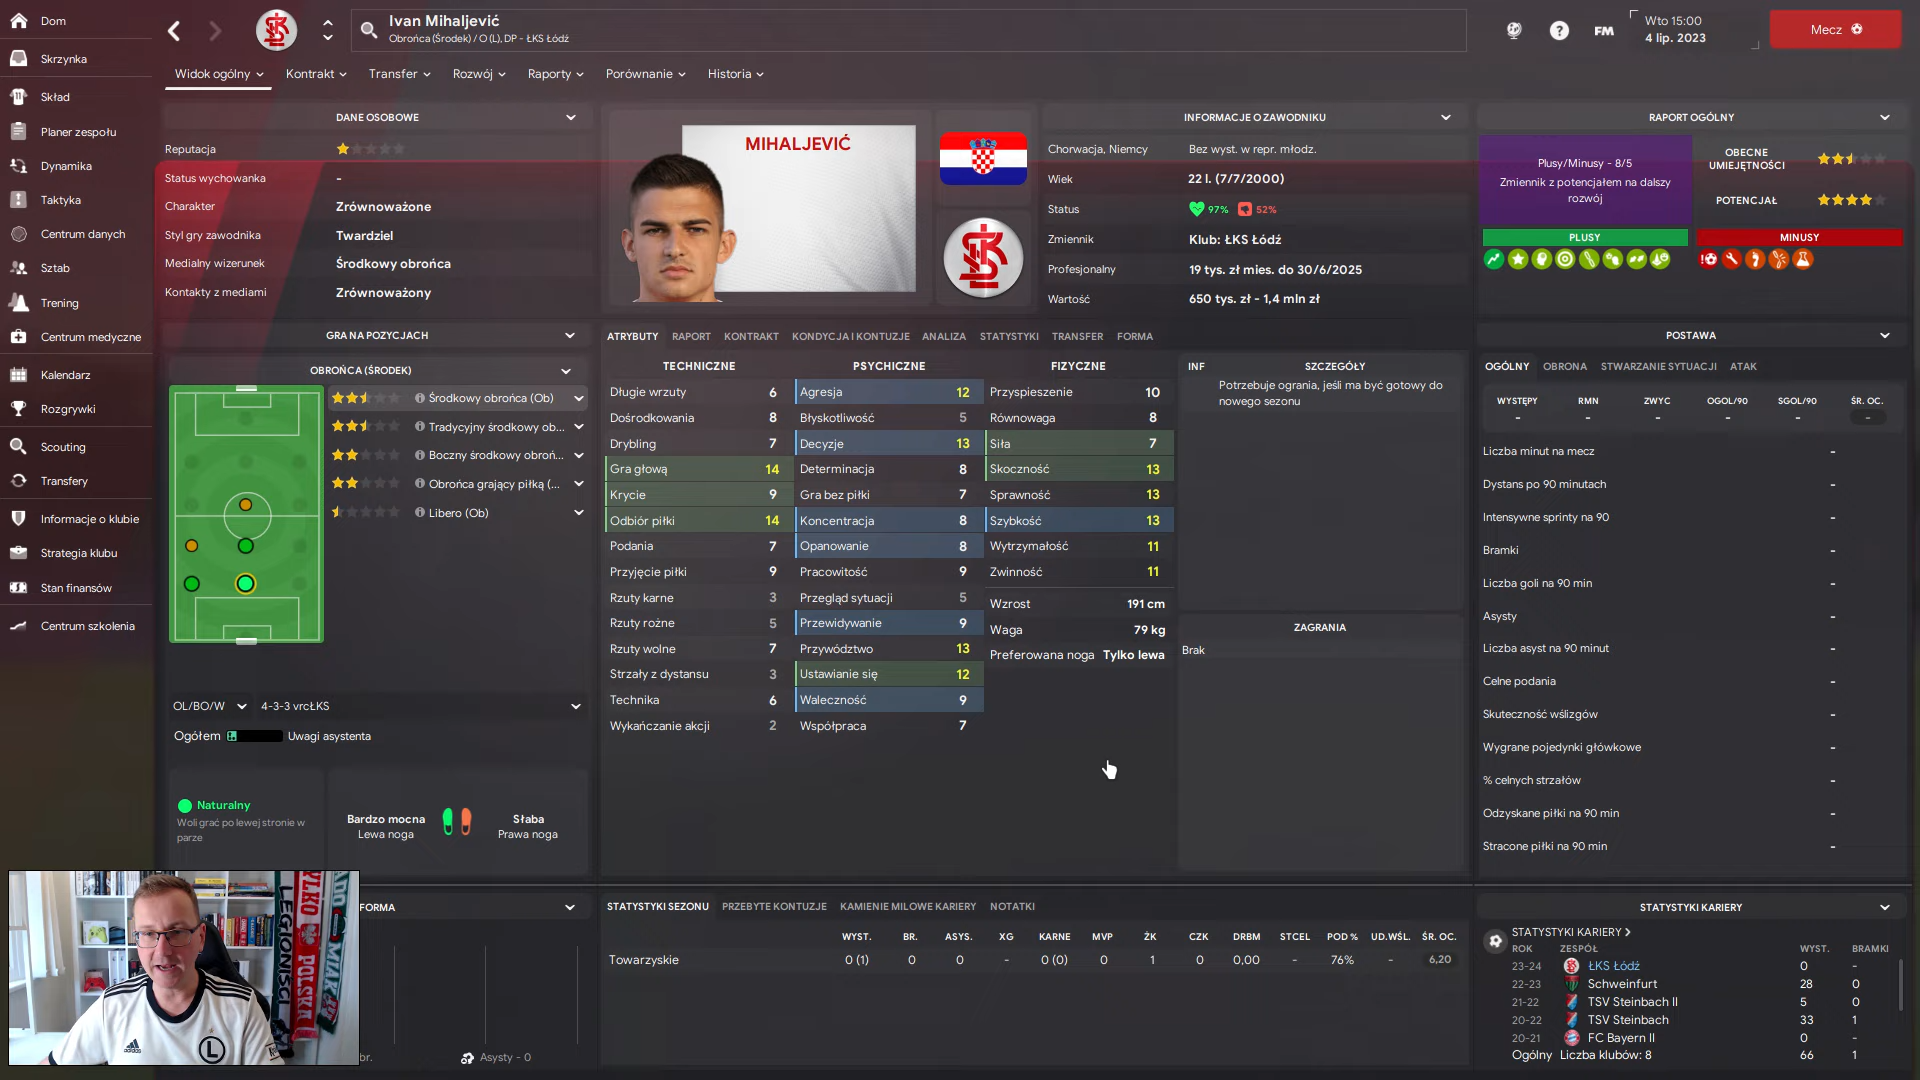 Dom
Skrzynka
Skład
Planer zespołu
Dynamika
Taktyka
Centrum danych
Sztab
Trening
Centrum medyczne
Kalendarz
Rozgrywki
Scouting
Transfery
Informacje o klubie
Strategia klubu
Stan finansów
Centrum szkolenia
Ivan Mihaljević
Obrońca (Środek) / O (L), DP - ŁKS Łódź
FM
Wto 15:00
4 lip. 2023
Mecz
Widok ogólny Kontrakt Transfer Rozwój Raporty Porównanie Historia
DANE OSOBOWE
Reputacja
Status wychowanka -
Charakter Zrównoważone
Styl gry zawodnika Twardziel
Medialny wizerunek Środkowy obrońca
Kontakty z mediami Zrównoważony
MIHALJEVIĆ
INFORMACJE O ZAWODNIKU
Chorwacja, Niemcy Bez wyst. w repr. młodz.
Wiek 22 l. (7/7/2000)
Status 97% 52%
Zmiennik Klub: ŁKS Łódź
Profesjonalny 19 tys. zł mies. do 30/6/2025
Wartość 650 tys. zł - 1,4 mln zł
RAPORT OGÓLNY
Plusy/Minusy - 8/5
Zmiennik z potencjałem na dalszy
rozwój
OBECNE
UMIEJĘTNOŚCI
POTENCJAŁ
PLUSY MINUSY
GRA NA POZYCJACH
OBROŃCA (ŚRODEK)
Środkowy obrońca (Ob)
Tradycyjny środkowy ob...
Boczny środkowy obroń...
Obrońca grający piłką (...
Libero (Ob)
OL/BO/W 4-3-3 vrcŁKS
Ogółem Uwagi asystenta
Naturalny
Woli grać po lewej stronie w
parze
Bardzo mocna
Lewa noga
Słaba
Prawa noga
ATRYBUTY RAPORT KONTRAKT KONDYCJA I KONTUZJE ANALIZA STATYSTYKI TRANSFER FORMA
TECHNICZNE PSYCHICZNE FIZYCZNE
Długie wrzuty 6 Agresja 12 Przyspieszenie 10
Dośrodkowania 8 Błyskotliwość 5 Równowaga 8
Drybling 7 Decyzje 13 Siła 7
Gra głową 14 Determinacja 8 Skoczność 13
Krycie 9 Gra bez piłki 7 Sprawność 13
Odbiór piłki 14 Koncentracja 8 Szybkość 13
Podania 7 Opanowanie 8 Wytrzymałość 11
Przyjęcie piłki 9 Pracowitość 9 Zwinność 11
Rzuty karne 3 Przegląd sytuacji 5 Wzrost 191 cm
Rzuty rożne 5 Przewidywanie 9 Waga 79 kg
Rzuty wolne 7 Przywództwo 13 Preferowana noga Tylko lewa
Strzały z dystansu 3 Ustawianie się 12
Technika 6 Waleczność 9
Wykańczanie akcji 2 Współpraca 7
INF SZCZEGÓŁY
Potrzebuje ogrania, jeśli ma być gotowy do
nowego sezonu
ZAGRANIA
Brak
POSTAWA
OGÓLNY OBRONA STWARZANIE SYTUACJI ATAK
WYSTĘPY RMN ZWYC OGOL/90 SGOL/90 ŚR. OC.
- - - - - -
Liczba minut na mecz -
Dystans po 90 minutach -
Intensywne sprinty na 90 -
Bramki -
Liczba goli na 90 min -
Asysty -
Liczba asyst na 90 minut -
Celne podania -
Skuteczność wślizgów -
Wygrane pojedynki główkowe -
% celnych strzałów -
Odzyskane piłki na 90 min -
Stracone piłki na 90 min -
FORMA
br. Asysty - 0
STATYSTYKI SEZONU PRZEBYTE KONTUZJE KAMIENIE MILOWE KARIERY NOTATKI
WYST. BR. ASYS. XG KARNE MVP ŻK CZK DRBM STCEL POD % UD.WŚL. ŚR. OC.
Towarzyskie 0 (1) 0 0 - 0 (0) 0 1 0 0,00 - 76% - 6,20
STATYSTYKI KARIERY
STATYSTYKI KARIERY
ROK ZESPÓŁ WYST. BRAMKI
23-24 ŁKS Łódź 0 -
22-23 Schweinfurt 28 0
21-22 TSV Steinbach II 5 0
20-22 TSV Steinbach 33 1
20-21 FC Bayern II 0 -
Ogólny Liczba klubów: 8 66 1
LEGIONIŚCI
TYLKO
POLSKA
adidas
L